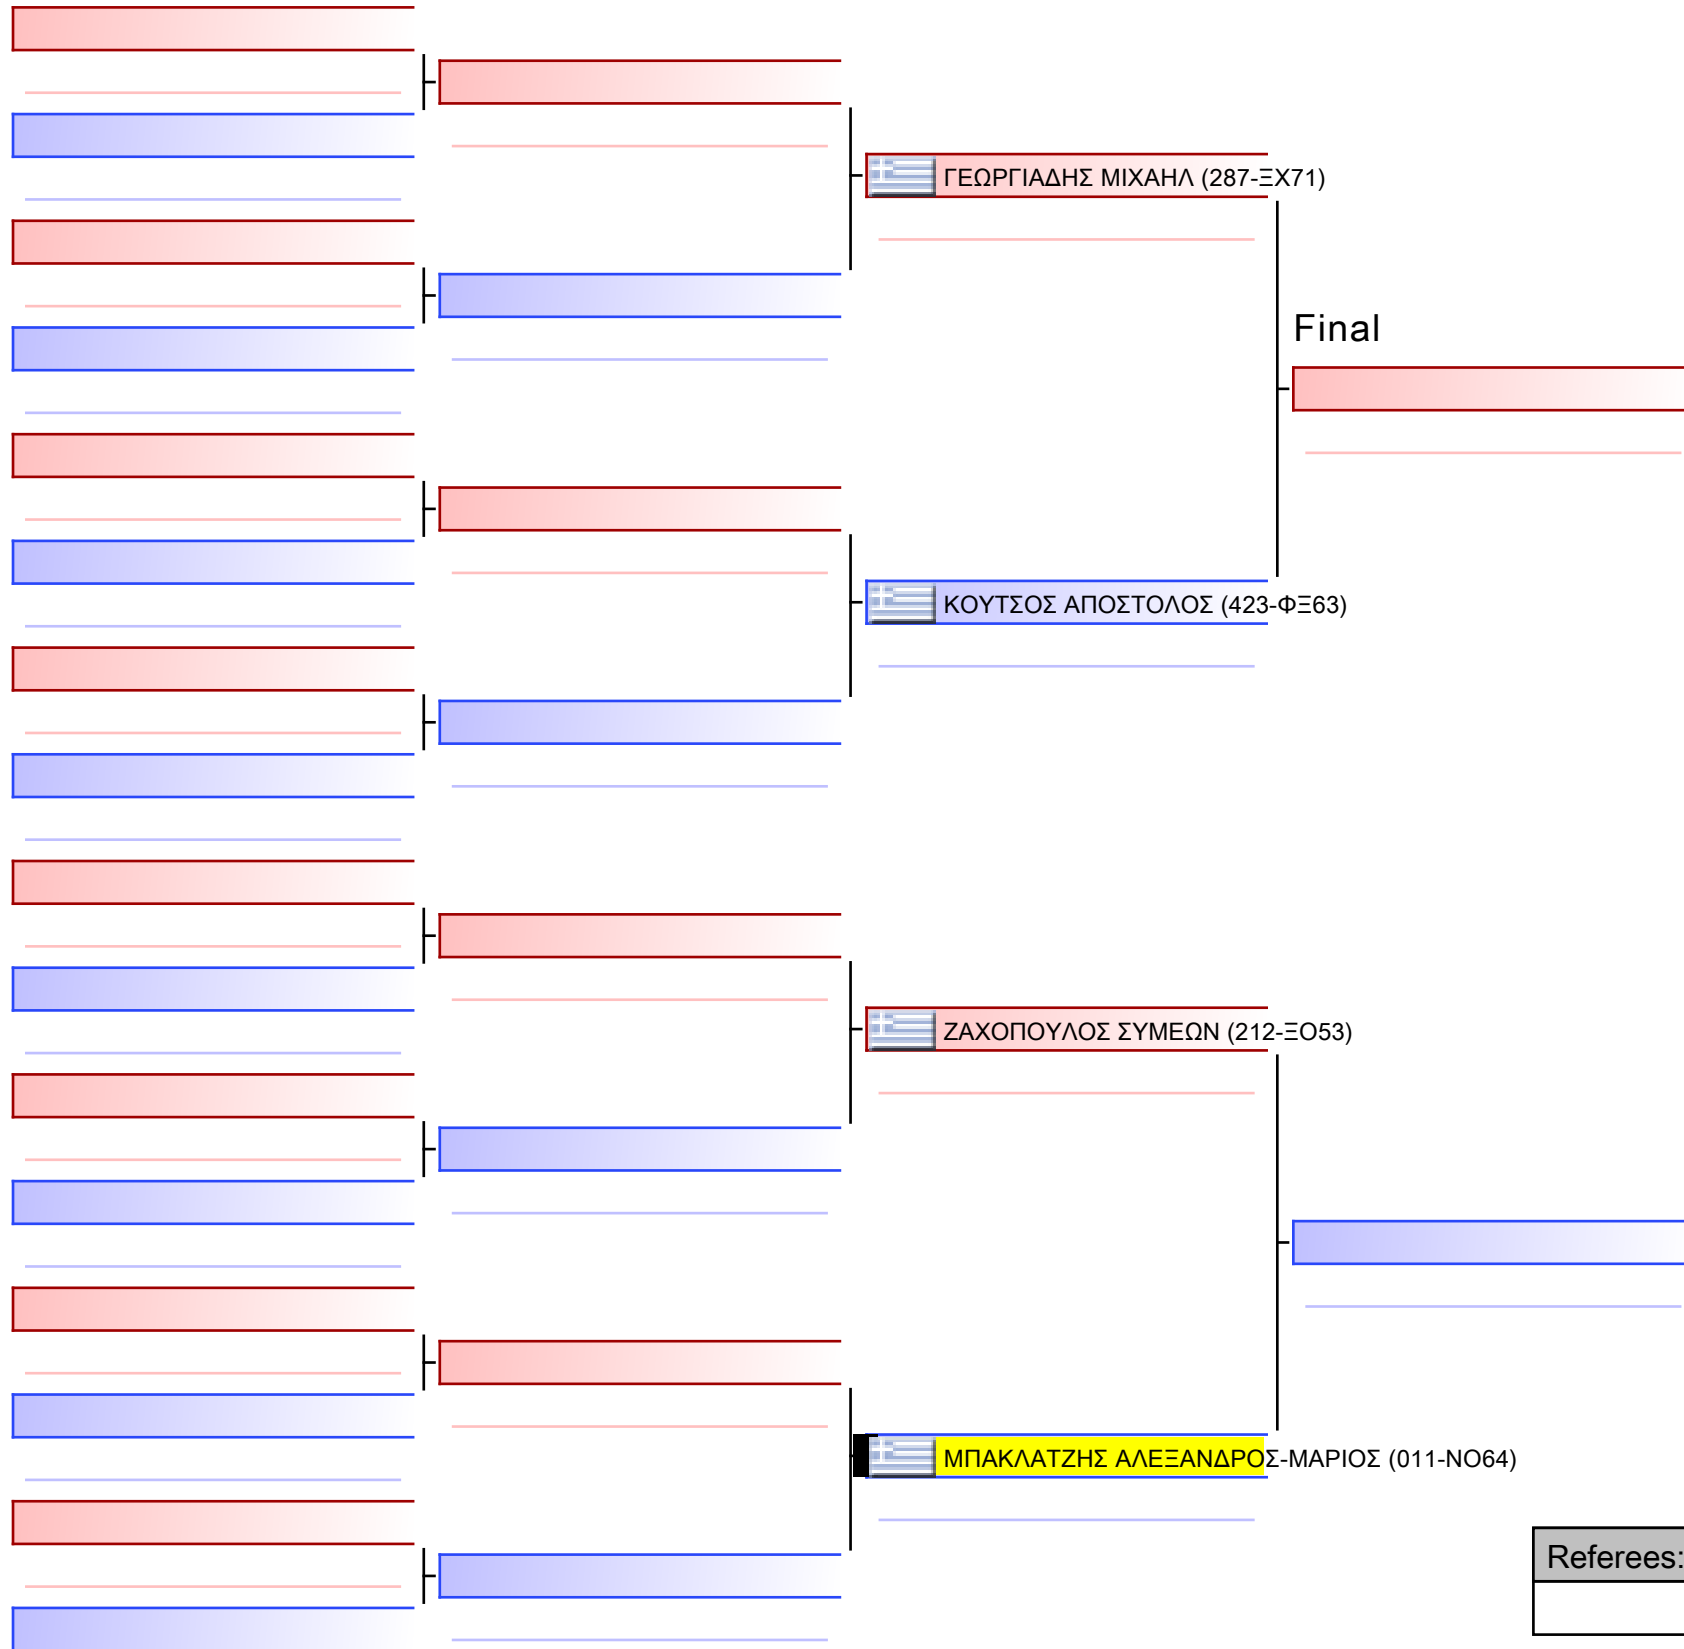 ΓΕΩΡΓΙΑΔΗΣ ΜΙΧΑΗΛ (287-ΞΧ71)
Final
ΚΟΥΤΣΟΣ ΑΠΟΣΤΟΛΟΣ (423-ΦΞ63)
ΖΑΧΟΠΟΥΛΟΣ ΣΥΜΕΩΝ (212-ΞΟ53)
ΜΠΑΚΛΑΤΖΗΣ ΑΛΕΞΑΝΔΡΟΣ-ΜΑΡΙΟΣ (011-ΝΟ64)
Referees: